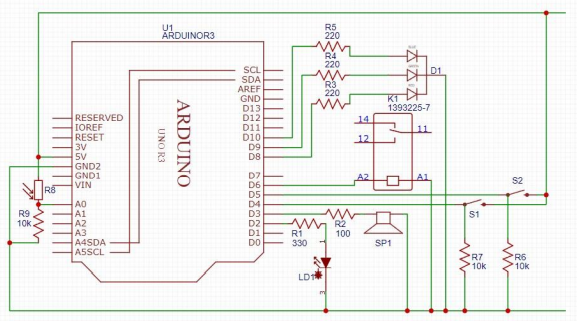 U1
ARDUINOR3
R5
220
R4
220
R3
220
D1
K1
1393225-7
14
12
11
A2
A1
SCL
SDA
AREF
GND
D13
D12
D11
D10
D9
D8
D7
D6
D5
D4
D3
D2
D1
D0
RESERVED
IOREF
RESET
3V
5V
GND2
GND1
VIN
A0
A1
A2
A3
A4SDA
A5SCL
ARDUINO
UNO R3
R8
R9
10k
R1
330
R2
100
SP1
LD1
1
3
S2
S1
R7
10k
R6
10k